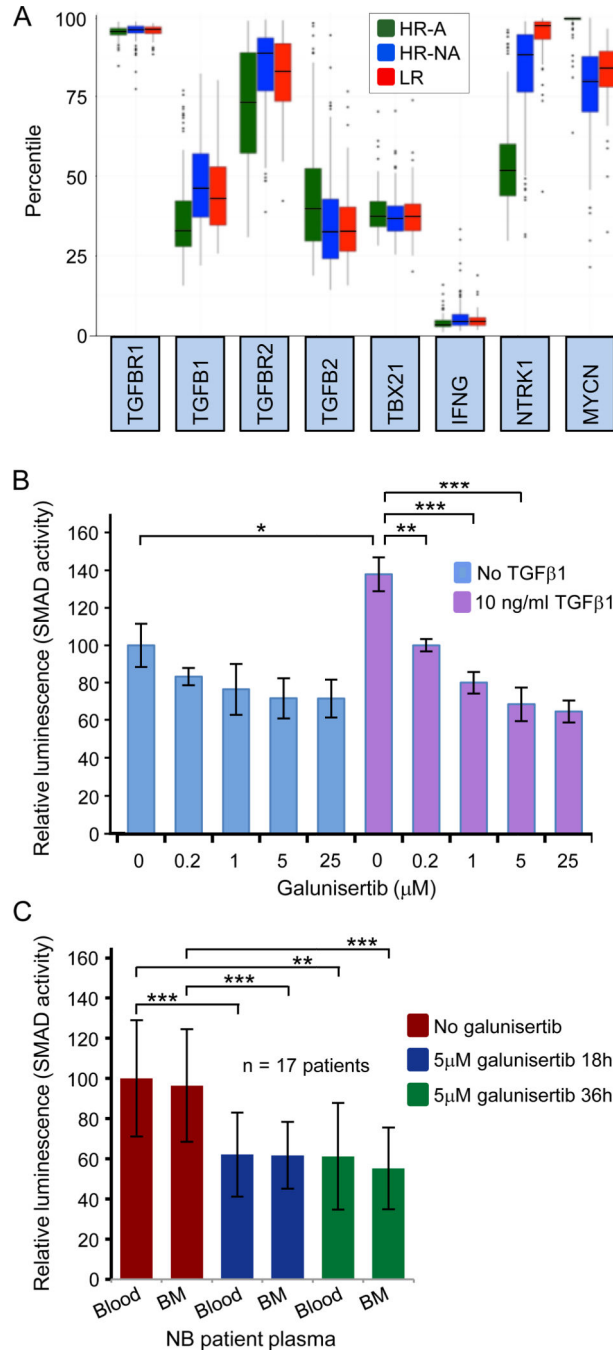 A
HR-A
HR-NA
LR
Percentile
100
75
50
25
0
TGFBR1
TGFB1
TGFBR2
TGFB2
TBX21
IFNG
NTRK1
MYCN
B
Relative luminescence (SMAD activity)
160
140
120
100
80
60
40
20
0
*
***
***
**
No TGFβ1
10 ng/ml TGFβ1
0 0.2 1 5 25 0 0.2 1 5 25
Galunisertib (μM)
C
Relative luminescence (SMAD activity)
160
140
120
100
80
60
40
20
0
***
**
*** ***
n = 17 patients
No galunisertib
5μM galunisertib 18h
5μM galunisertib 36h
Blood BM Blood BM Blood BM
NB patient plasma